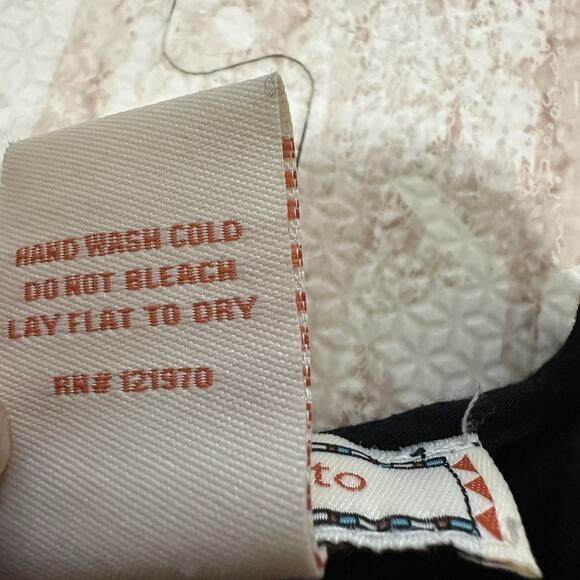 HAND WASH COLD
DO NOT BLEACH
LAY FLAT TO DRY
RN# 121970
to